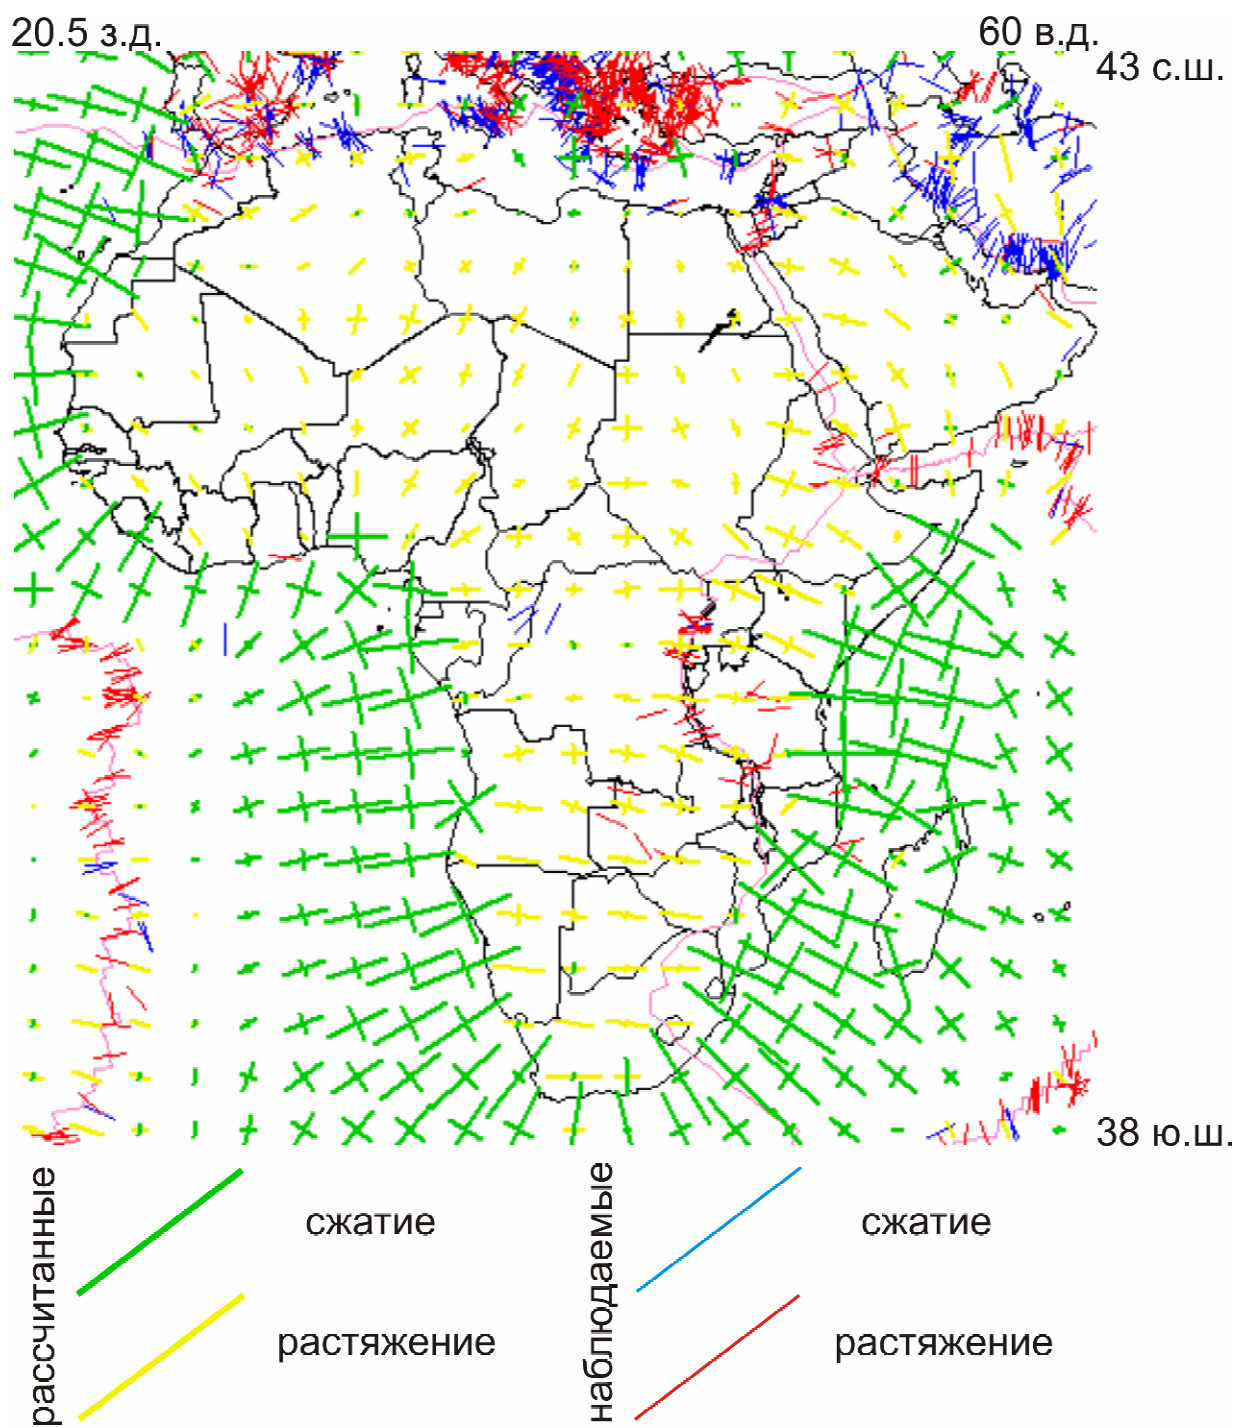 20.5 з.д.
60 в.д.
43 с.ш.
38 ю.ш.
рассчитанные
сжатие
растяжение
наблюдаемые
сжатие
растяжение